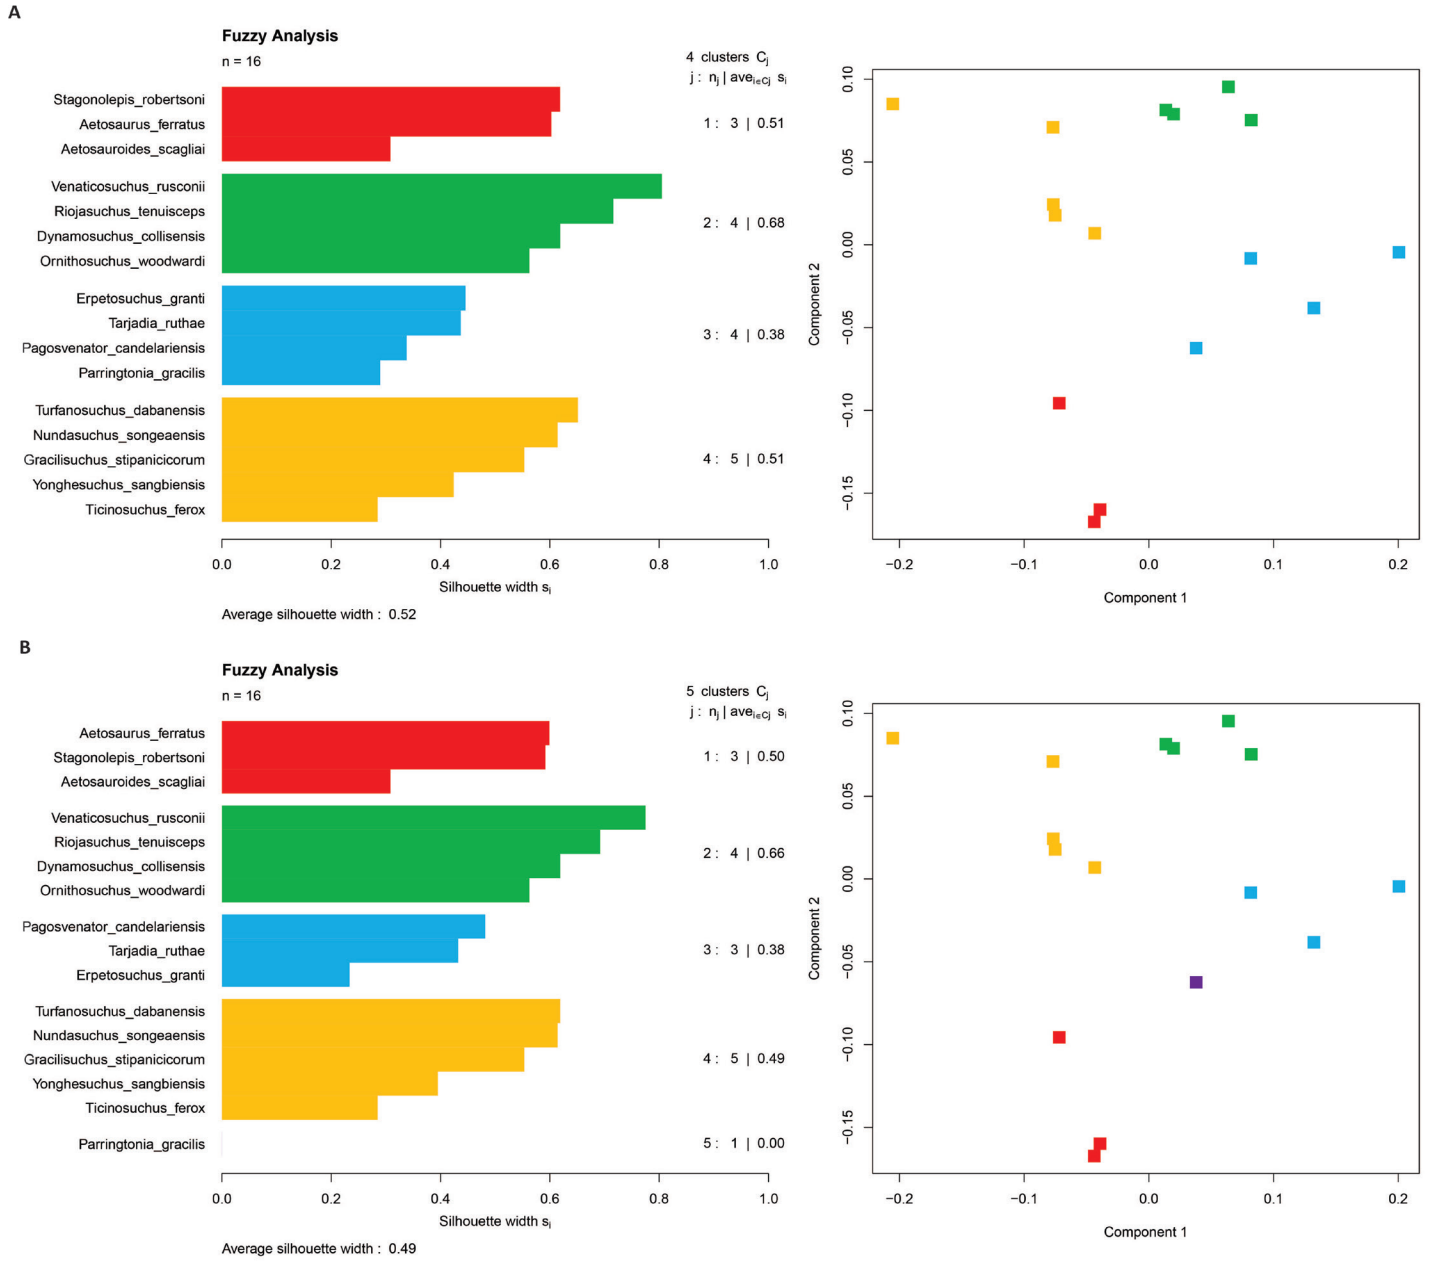 A
Fuzzy Analysis
n = 16
4 clusters Cj
j : nj | avei∈Cj si
Stagonolepis_robertsoni
Aetosaurus_ferratus
1 : 3 | 0.51
Aetosauroides_scagliai
Venaticosuchus_rusconii
Riojasuchus_tenuisceps
2 : 4 | 0.68
Dynamosuchus_collisensis
Ornithosuchus_woodwardi
Erpetosuchus_granti
Tarjadia_ruthae
3 : 4 | 0.38
Pagosvenator_candelariensis
Parringtonia_gracilis
Turfanosuchus_dabanensis
Nundasuchus_songeaensis
Gracilisuchus_stipanicicorum
4 : 5 | 0.51
Yonghesuchus_sangbiensis
Ticinosuchus_ferox
0.0 0.2 0.4 0.6 0.8 1.0
Silhouette width si
Average silhouette width : 0.52
0.10
0.05
0.00
−0.05
−0.10
−0.15
Component 2
−0.2 −0.1 0.0 0.1 0.2
Component 1
B
Fuzzy Analysis
n = 16
5 clusters Cj
j : nj | avei∈Cj si
Aetosaurus_ferratus
Stagonolepis_robertsoni
1 : 3 | 0.50
Aetosauroides_scagliai
Venaticosuchus_rusconii
Riojasuchus_tenuisceps
2 : 4 | 0.66
Dynamosuchus_collisensis
Ornithosuchus_woodwardi
Pagosvenator_candelariensis
Tarjadia_ruthae
3 : 3 | 0.38
Erpetosuchus_granti
Turfanosuchus_dabanensis
Nundasuchus_songeaensis
Gracilisuchus_stipanicicorum
4 : 5 | 0.49
Yonghesuchus_sangbiensis
Ticinosuchus_ferox
Parringtonia_gracilis
5 : 1 | 0.00
0.0 0.2 0.4 0.6 0.8 1.0
Silhouette width si
Average silhouette width : 0.49
0.10
0.05
0.00
−0.05
−0.10
−0.15
Component 2
−0.2 −0.1 0.0 0.1 0.2
Component 1